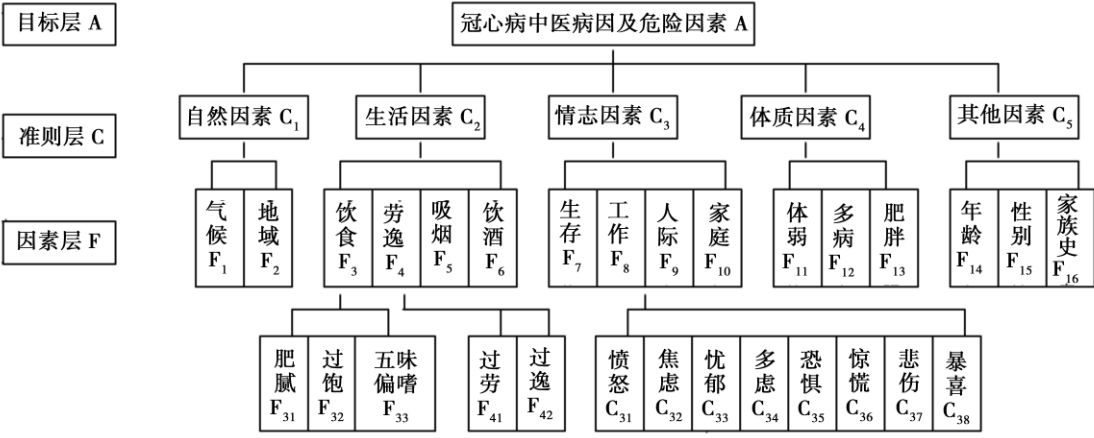 目标层 A
冠心病中医病因及危险因素 A
准则层 C
自然因素 C1
生活因素 C2
情志因素 C3
体质因素 C4
其他因素 C5
因素层 F
气候 F1
地域 F2
饮食 F3
劳逸 F4
吸烟 F5
饮酒 F6
生存 F7
工作 F8
人际 F9
家庭 F10
体弱 F11
多病 F12
肥胖 F13
年龄 F14
性别 F15
家族史 F16
肥腻 F31
过饱 F32
五味偏嗜 F33
过劳 F41
过逸 F42
愤怒 C31
焦虑 C32
忧郁 C33
多虑 C34
恐惧 C35
惊慌 C36
悲伤 C37
暴喜 C38